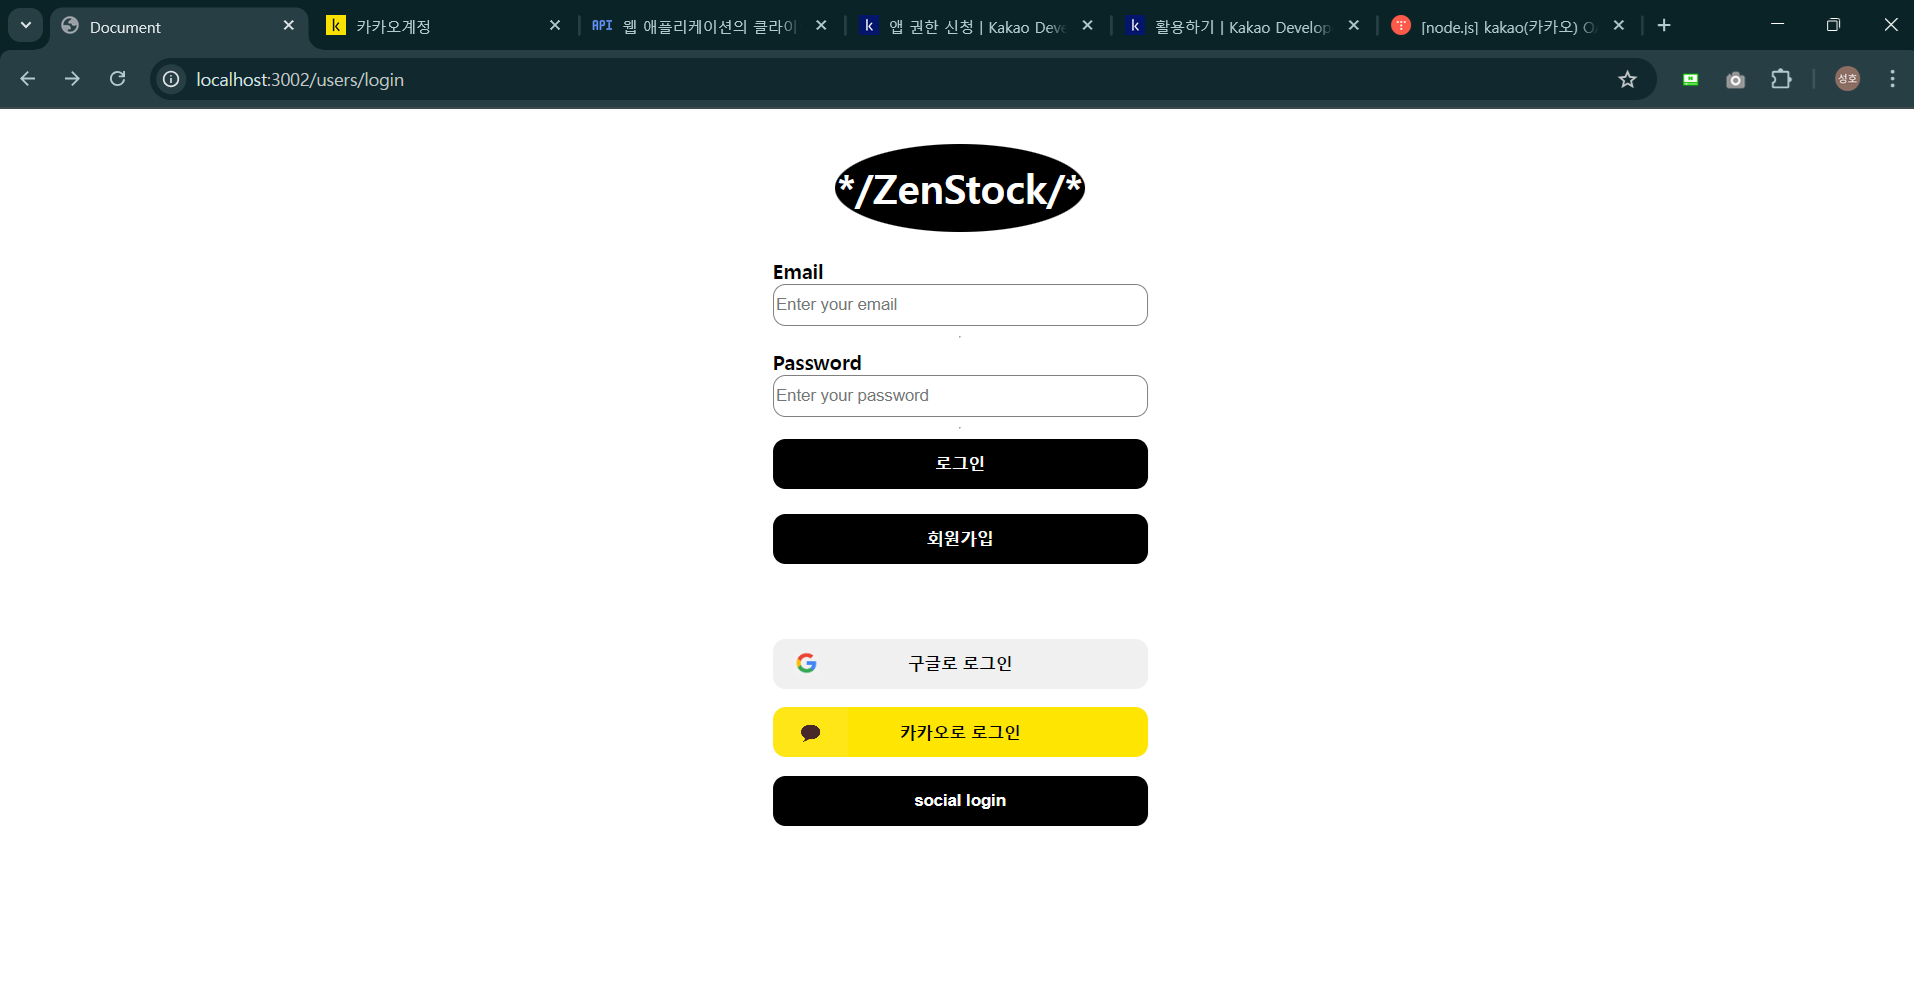 Document
카카오계정
API 웹 애플리케이션의 클라이
앱 권한 신청 | Kakao Deve
활용하기 | Kakao Develop
[node.js] kakao(카카오) O
localhost:3002/users/login
성호
*/ZenStock/*
Email
Enter your email
Password
Enter your password
로그인
회원가입
구글로 로그인
카카오로 로그인
social login